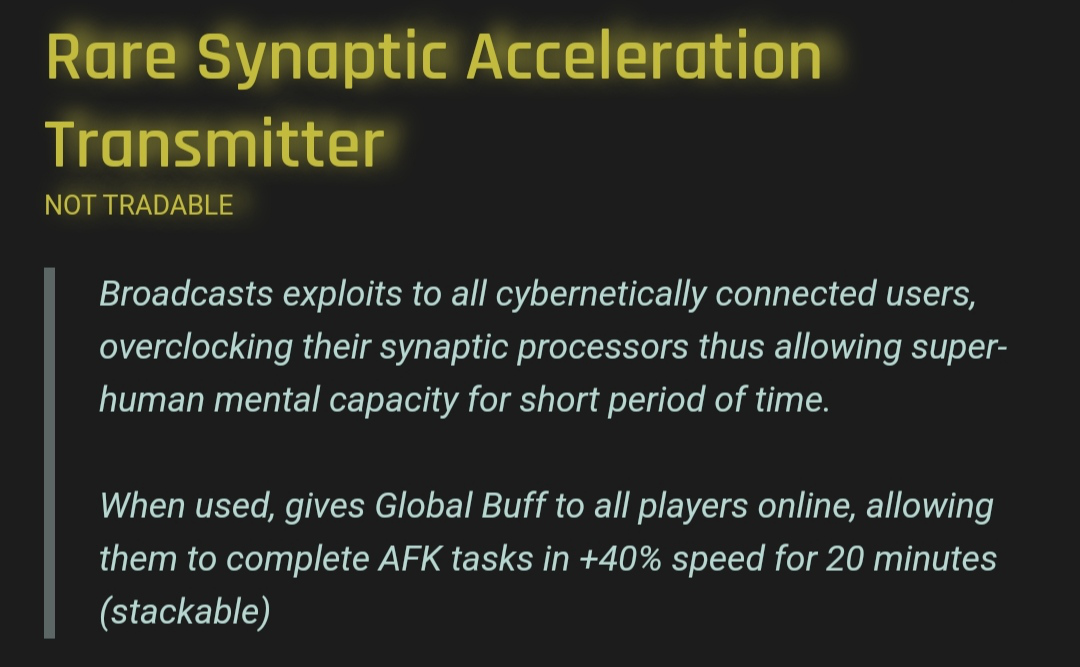 Rare Synaptic Acceleration
Transmitter
NOT TRADABLE
Broadcasts exploits to all cybernetically connected users,
overclocking their synaptic processors thus allowing super-
human mental capacity for short period of time.
When used, gives Global Buff to all players online, allowing
them to complete AFK tasks in +40% speed for 20 minutes
(stackable)